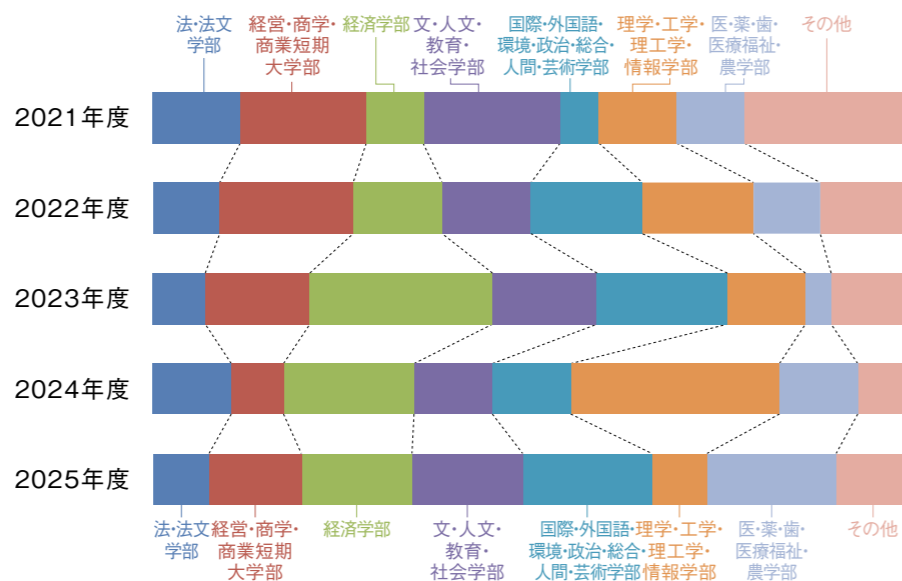 法・法文
学部
経営・商学・
商業短期
大学部
経済学部
文・人文・
教育・
社会学部
国際・外国語・
環境・政治・総合・
人間・芸術学部
理学・工学・
理工学・
情報学部
医・薬・歯・
医療福祉・
農学部
その他
2021年度
2022年度
2023年度
2024年度
2025年度
法・法文
学部
経営・商学・
商業短期
大学部
経済学部
文・人文・
教育・
社会学部
国際・外国語・
環境・政治・総合・
人間・芸術学部
理学・工学・
理工学・
情報学部
医・薬・歯・
医療福祉・
農学部
その他